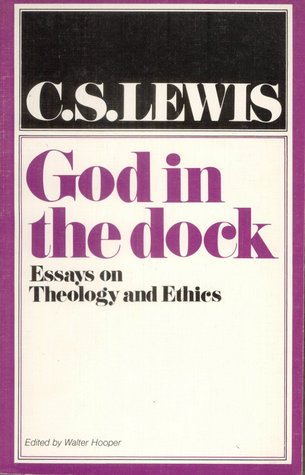 C.S.LEWIS
God in
the dock
Essays on
Theology and Ethics
Edited by Walter Hooper